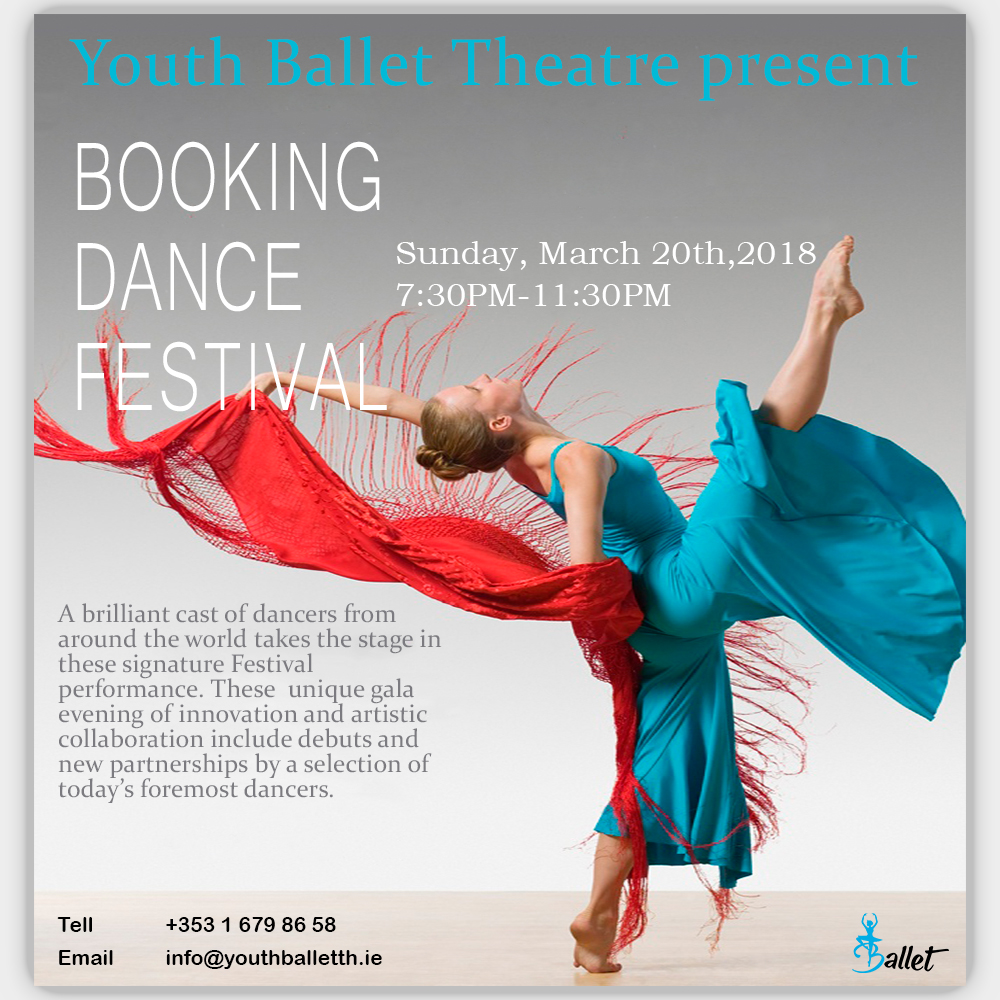 Youth Ballet Theatre present
BOOKING
DANCE
FESTIVAL
Sunday, March 20th,2018
7:30PM-11:30PM
A brilliant cast of dancers from
around the world takes the stage in
these signature Festival
performance. These  unique gala
evening of innovation and artistic
collaboration include debuts and
new partnerships by a selection of
today’s foremost dancers.
Tell +353 1 679 86 58
Email info@youthballetth.ie
Ballet